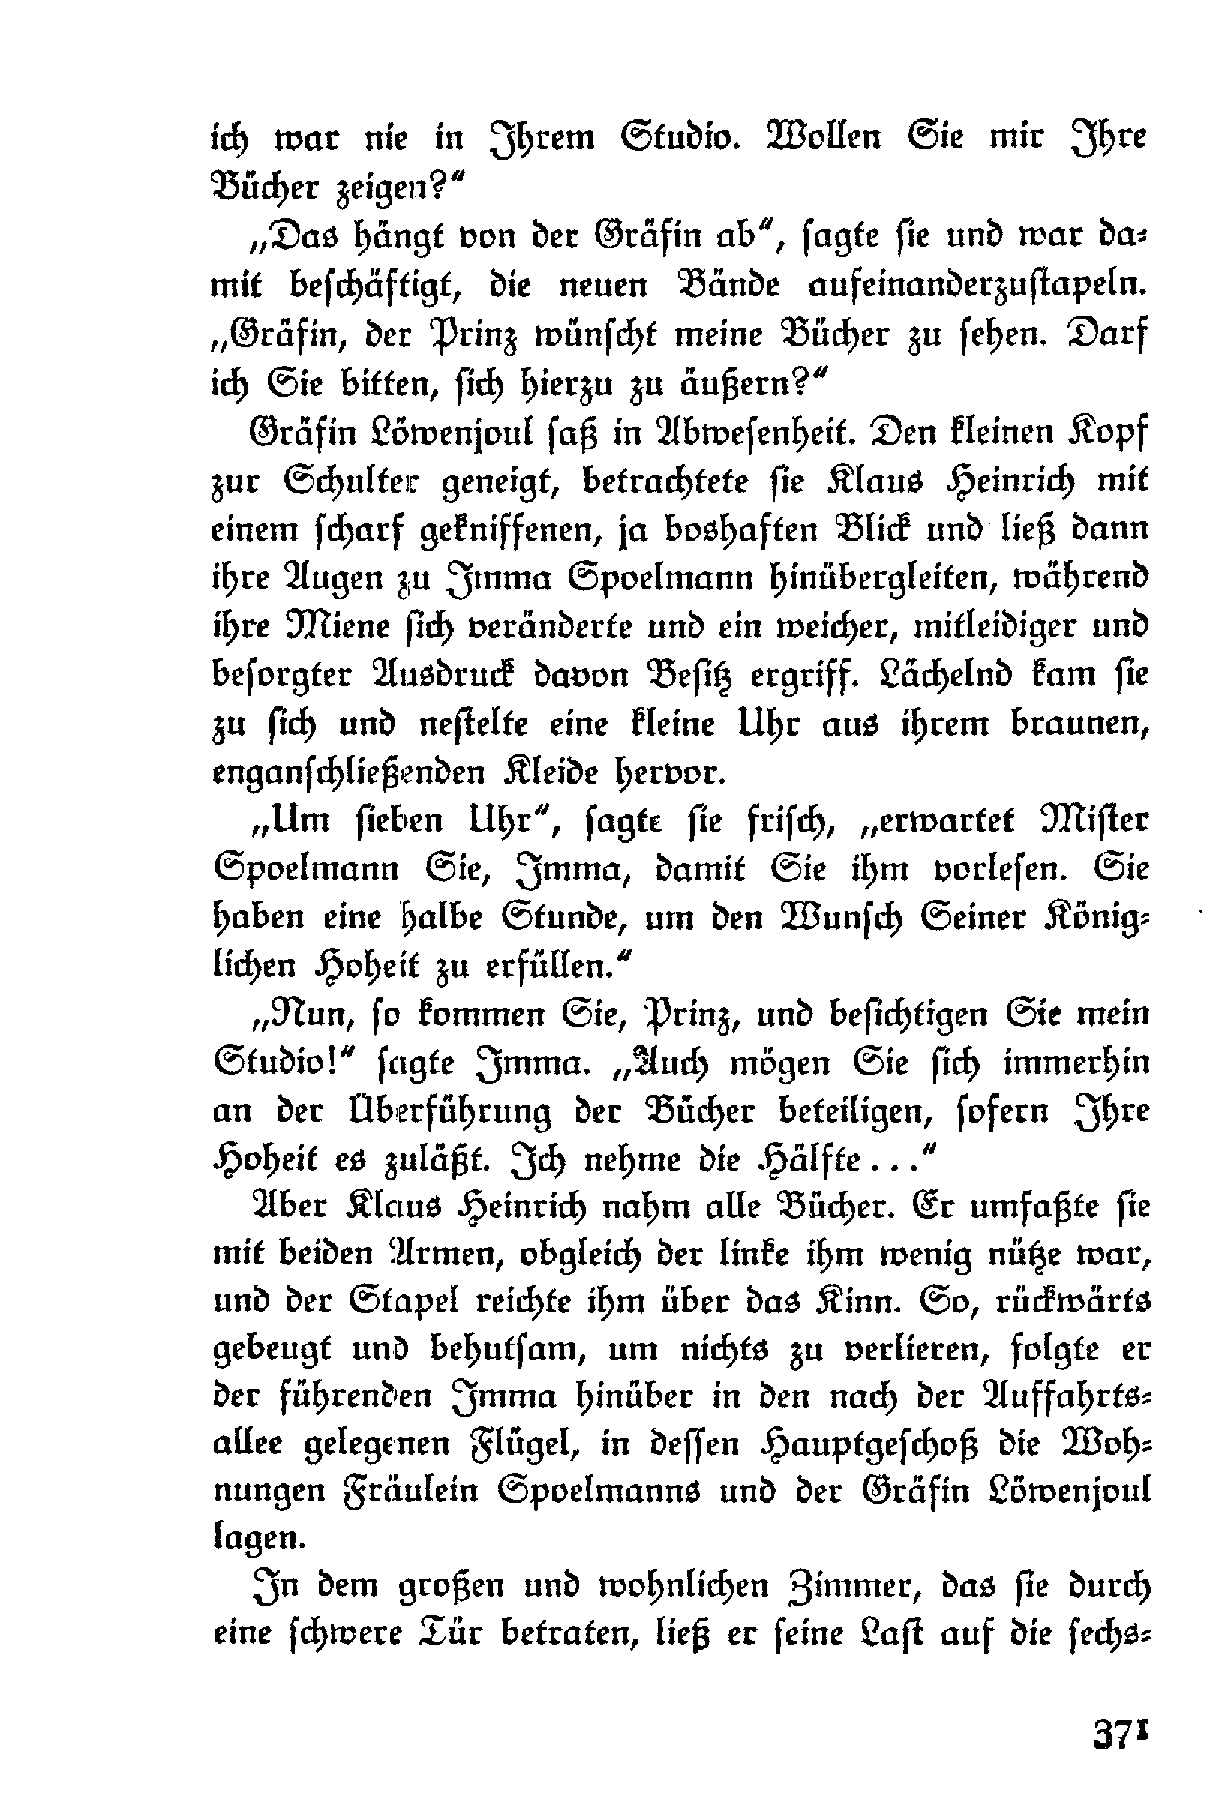 ich war nie in Ihrem Studio. Wollen Sie mir Ihre
Bücher zeigen?“
„Das hängt von der Gräfin ab“, sagte sie und war da-
mit beschäftigt, die neuen Bände aufeinanderzustapeln.
„Gräfin, der Prinz wünscht meine Bücher zu sehen. Darf
ich Sie bitten, sich hierzu zu äußern?“
Gräfin Löwenjoul saß in Abwesenheit. Den kleinen Kopf
zur Schulter geneigt, betrachtete sie Klaus Heinrich mit
einem scharf gekniffenen, ja boshaften Blick und ließ dann
ihre Augen zu Imma Spoelmann hinübergleiten, während
ihre Miene sich veränderte und ein weicher, mitleidiger und
besorgter Ausdruck davon Besitz ergriff. Lächelnd kam sie
zu sich und nestelte eine kleine Uhr aus ihrem braunen,
enganschließenden Kleide hervor.
„Um sieben Uhr“, sagte sie frisch, „erwartet Mister
Spoelmann Sie, Imma, damit Sie ihm vorlesen. Sie
haben eine halbe Stunde, um den Wunsch Seiner König-
lichen Hoheit zu erfüllen.“
„Nun, so kommen Sie, Prinz, und besichtigen Sie mein
Studio!“ sagte Imma. „Auch mögen Sie sich immerhin
an der Überführung der Bücher beteiligen, sofern Ihre
Hoheit es zuläßt. Ich nehme die Hälfte...“
Aber Klaus Heinrich nahm alle Bücher. Er umfaßte sie
mit beiden Armen, obgleich der linke ihm wenig nütze war,
und der Stapel reichte ihm über das Kinn. So, rückwärts
gebeugt und behutsam, um nichts zu verlieren, folgte er
der führenden Imma hinüber in den nach der Auffahrts-
allee gelegenen Flügel, in dessen Hauptgeschoß die Woh-
nungen Fräulein Spoelmanns und der Gräfin Löwenjoul
lagen.
In dem großen und wohnlichen Zimmer, das sie durch
eine schwere Tür betraten, ließ er seine Last auf die sechs-
371